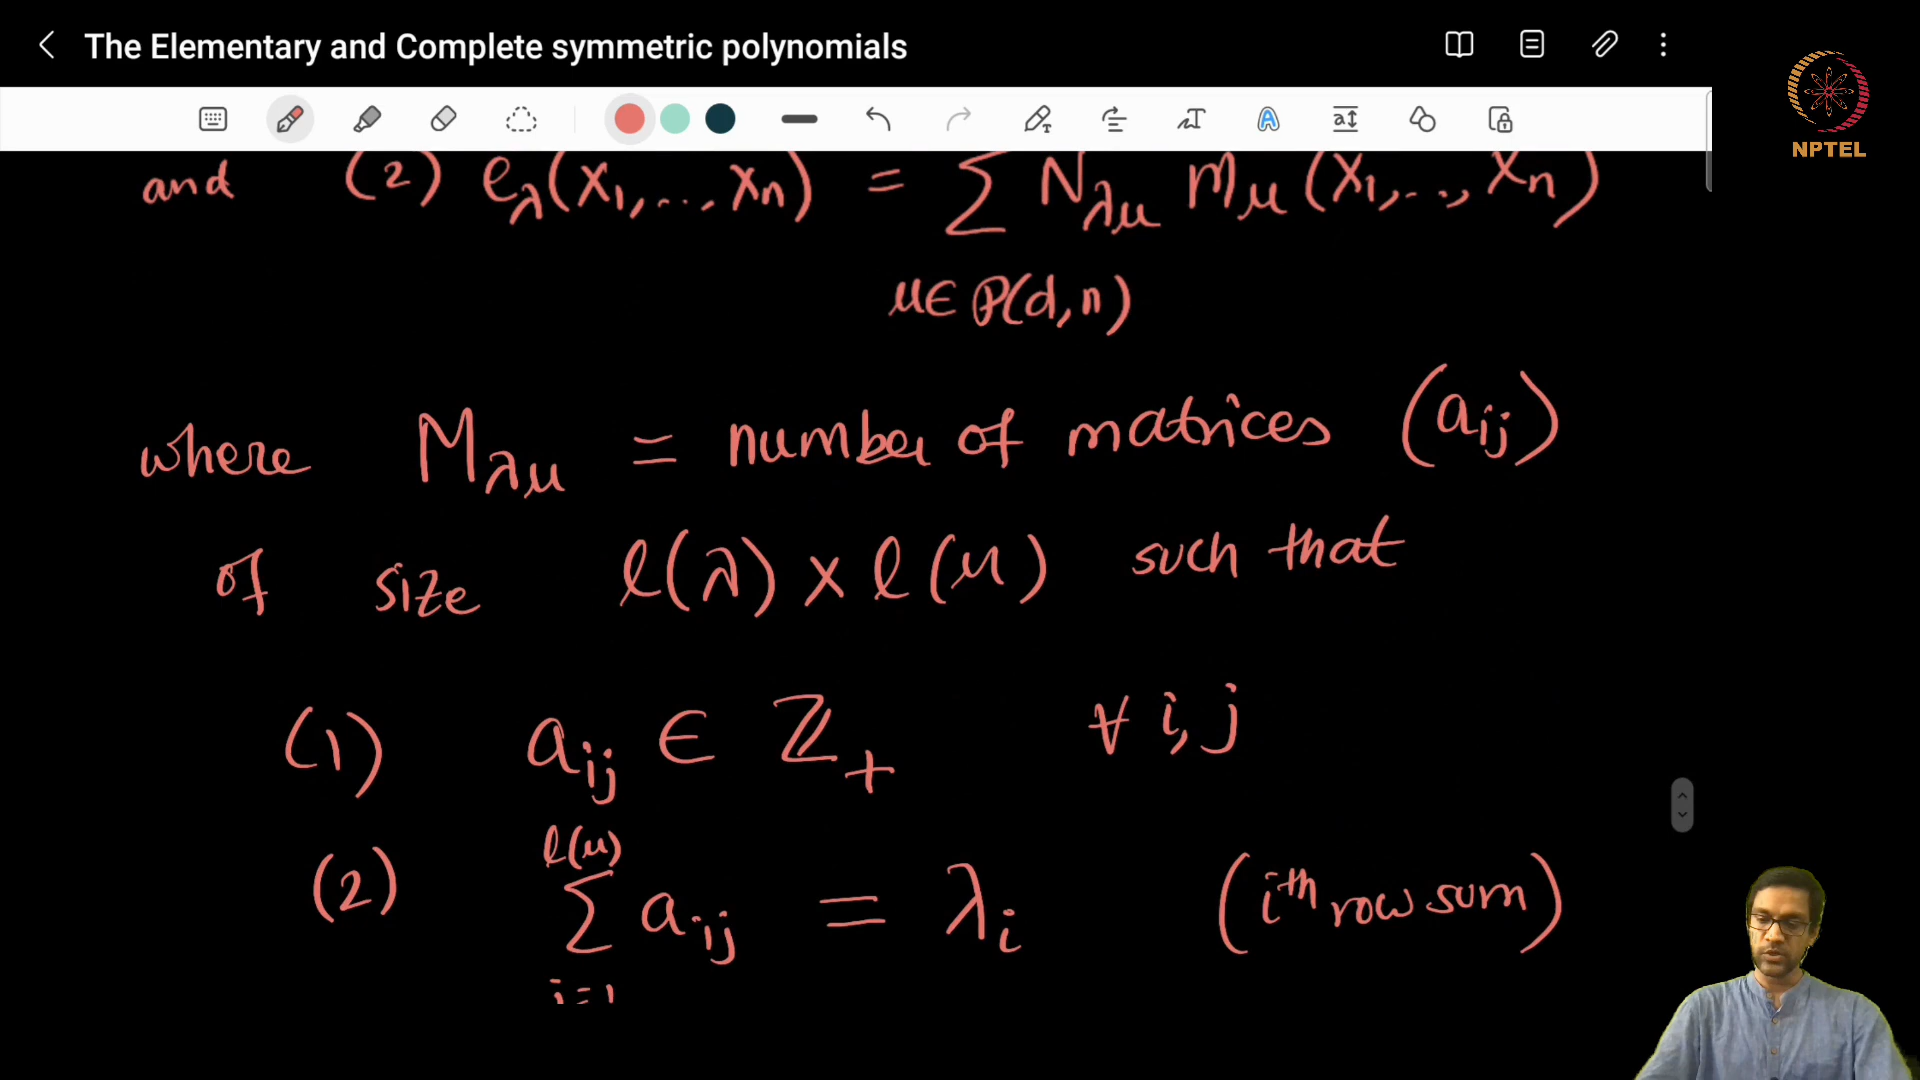 The Elementary and Complete symmetric polynomials
NPTEL
and (2) e_λ(x_1,..., x_n) = Σ N_λμ m_μ(x_1,..., x_n)
μ∈ P(d,n)
where M_λμ = number of matrices (a_ij)
of size l(λ) × l(μ) such that
(1) a_ij ∈ ℤ_+ ∀ i,j
l(μ)
(2) Σ a_ij = λ_i (i^th row sum)
j=1